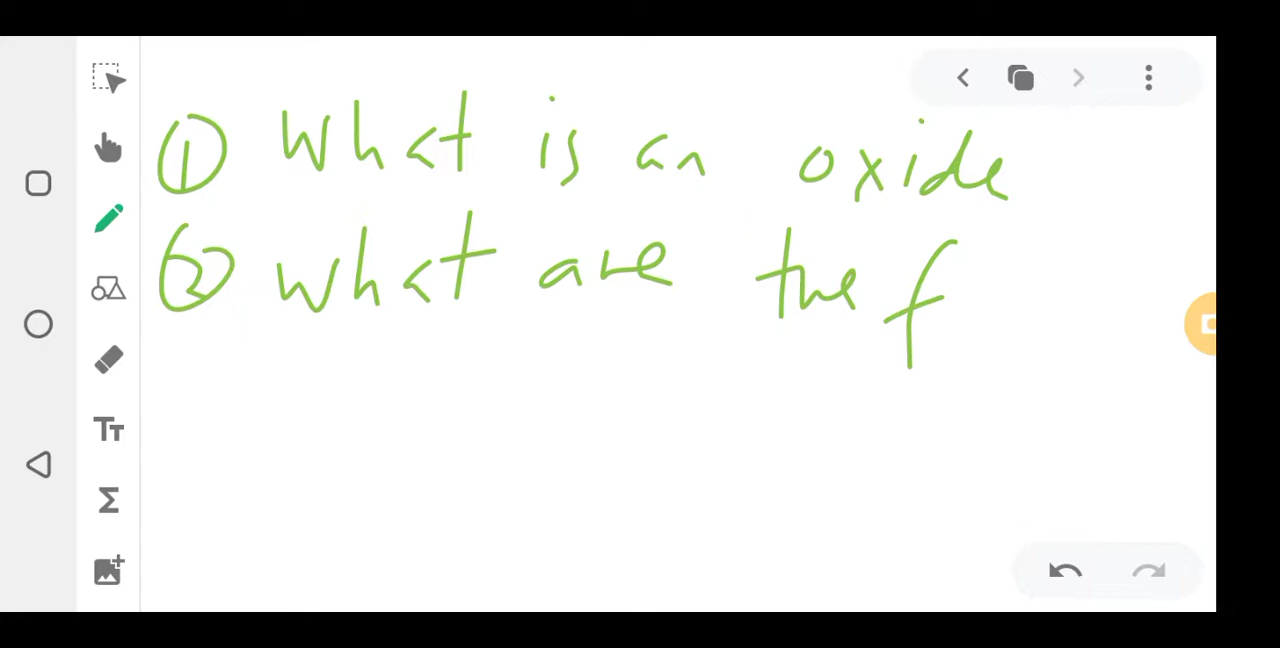 ① What is an oxide
② What are the f